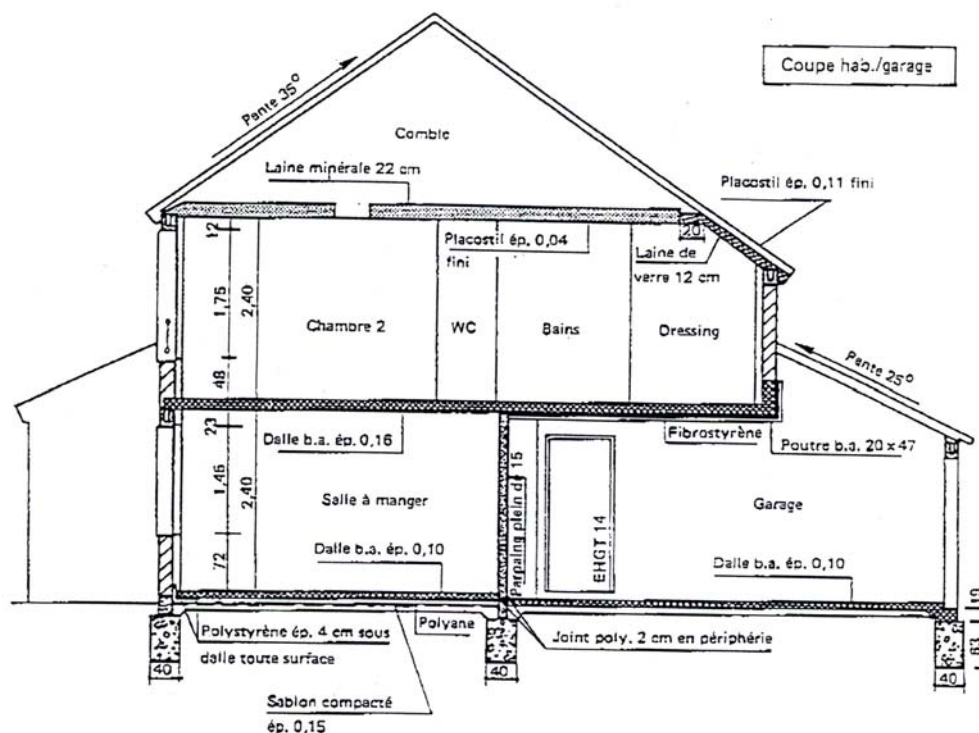 Coupe hab./garage
Pente 35°
Comble
Laine minérale 22 cm
Placostil ép. 0,11 fini
12
20
Placostil ép. 0,04
fini
Laine de
verre 12 cm
1,75
2,40
Chambre 2
WC
Bains
Dressing
Pente 25°
48
23
Dalle b.a. ép. 0,16
Fibrostyrène
Poutre b.a. 20 x 47
1,45
2,40
Salle à manger
Parpaing plein de 15
EHGT 14
Garage
72
Dalle b.a. ép. 0,10
Dalle b.a. ép. 0,10
Polystyrène ép. 4 cm sous
dalle toute surface
Polyane
Joint poly. 2 cm en périphérie
63
40
40
40
Sablon compacté
ép. 0,15